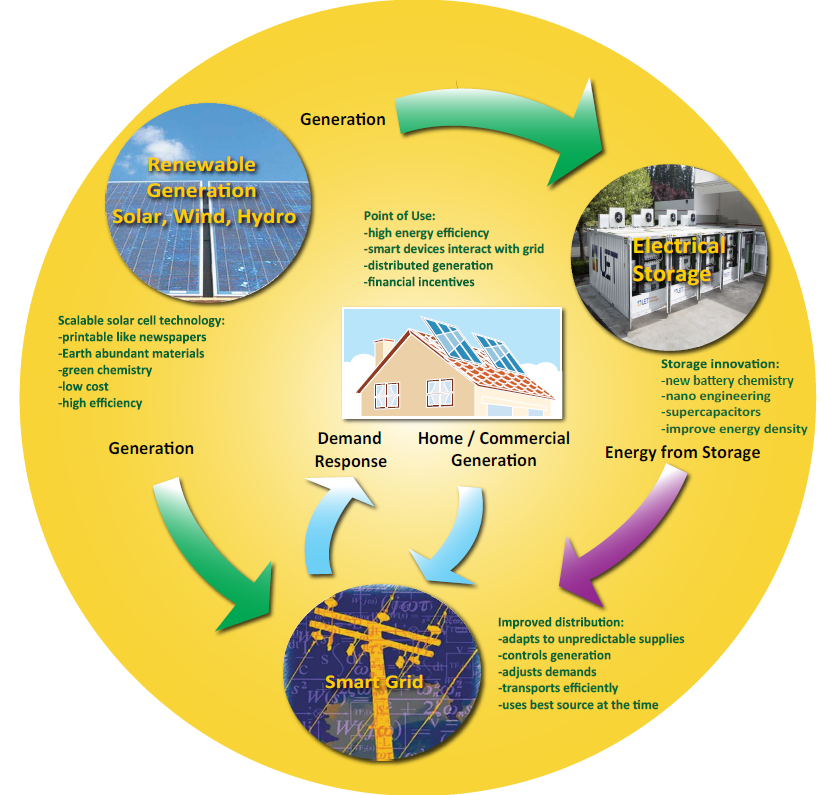 Generation
Renewable
Generation
Solar, Wind, Hydro
Point of Use:
-high energy efficiency
-smart devices interact with grid
-distributed generation
-financial incentives
Electrical
Storage
Scalable solar cell technology:
-printable like newspapers
-Earth abundant materials
-green chemistry
-low cost
-high efficiency
Storage innovation:
-new battery chemistry
-nano engineering
-supercapacitors
-improve energy density
Generation
Demand
Response
Home / Commercial
Generation
Energy from Storage
Smart Grid
Improved distribution:
-adapts to unpredictable supplies
-controls generation
-adjusts demands
-transports efficiently
-uses best source at the time